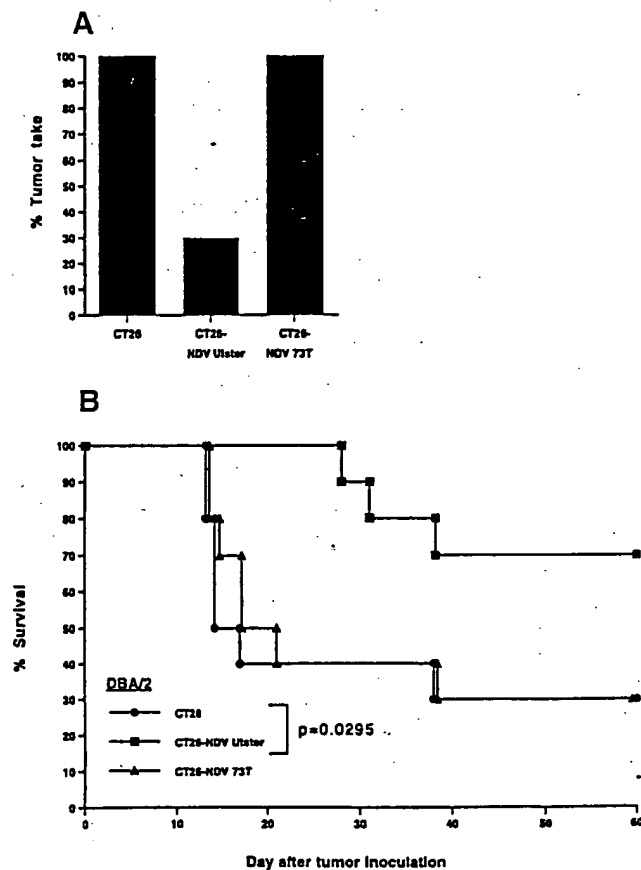 A
% Tumor take
100
90
80
70
60
50
40
30
20
10
0
CT26
CT26-
NDV Ulster
CT26-
NDV 73T
B
% Survival
100
90
80
70
60
50
40
30
20
10
0
DBA/2
CT26
CT26-NDV Ulster
CT26-NDV 73T
p=0.0295
0
10
20
30
40
50
60
Day after tumor inoculation